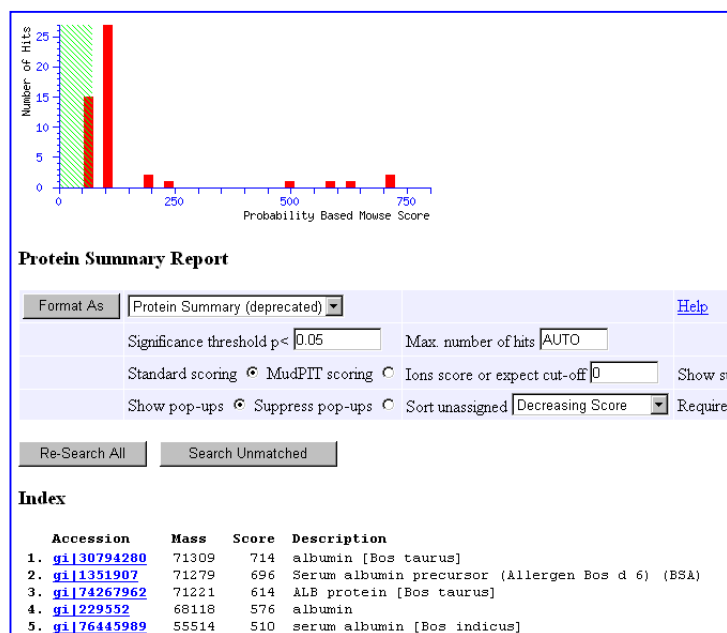 Number of Hits
25
20
15
10
5
0
0 250 500 750
Probability Based Mowse Score
Protein Summary Report
Format As Protein Summary (deprecated) Help
Significance threshold p< 0.05 Max. number of hits AUTO
Standard scoring MudPIT scoring Ions score or expect cut-off 0 Show
Show pop-ups Suppress pop-ups Sort unassigned Decreasing Score Require
Re-Search All Search Unmatched
Index
Accession Mass Score Description
1. gi|30794280 71309 714 albumin [Bos taurus]
2. gi|1351907 71279 696 Serum albumin precursor (Allergen Bos d 6) (BSA)
3. gi|74267962 71221 614 ALB protein [Bos taurus]
4. gi|229552 68118 576 albumin
5. gi|76445989 55514 510 serum albumin [Bos indicus]